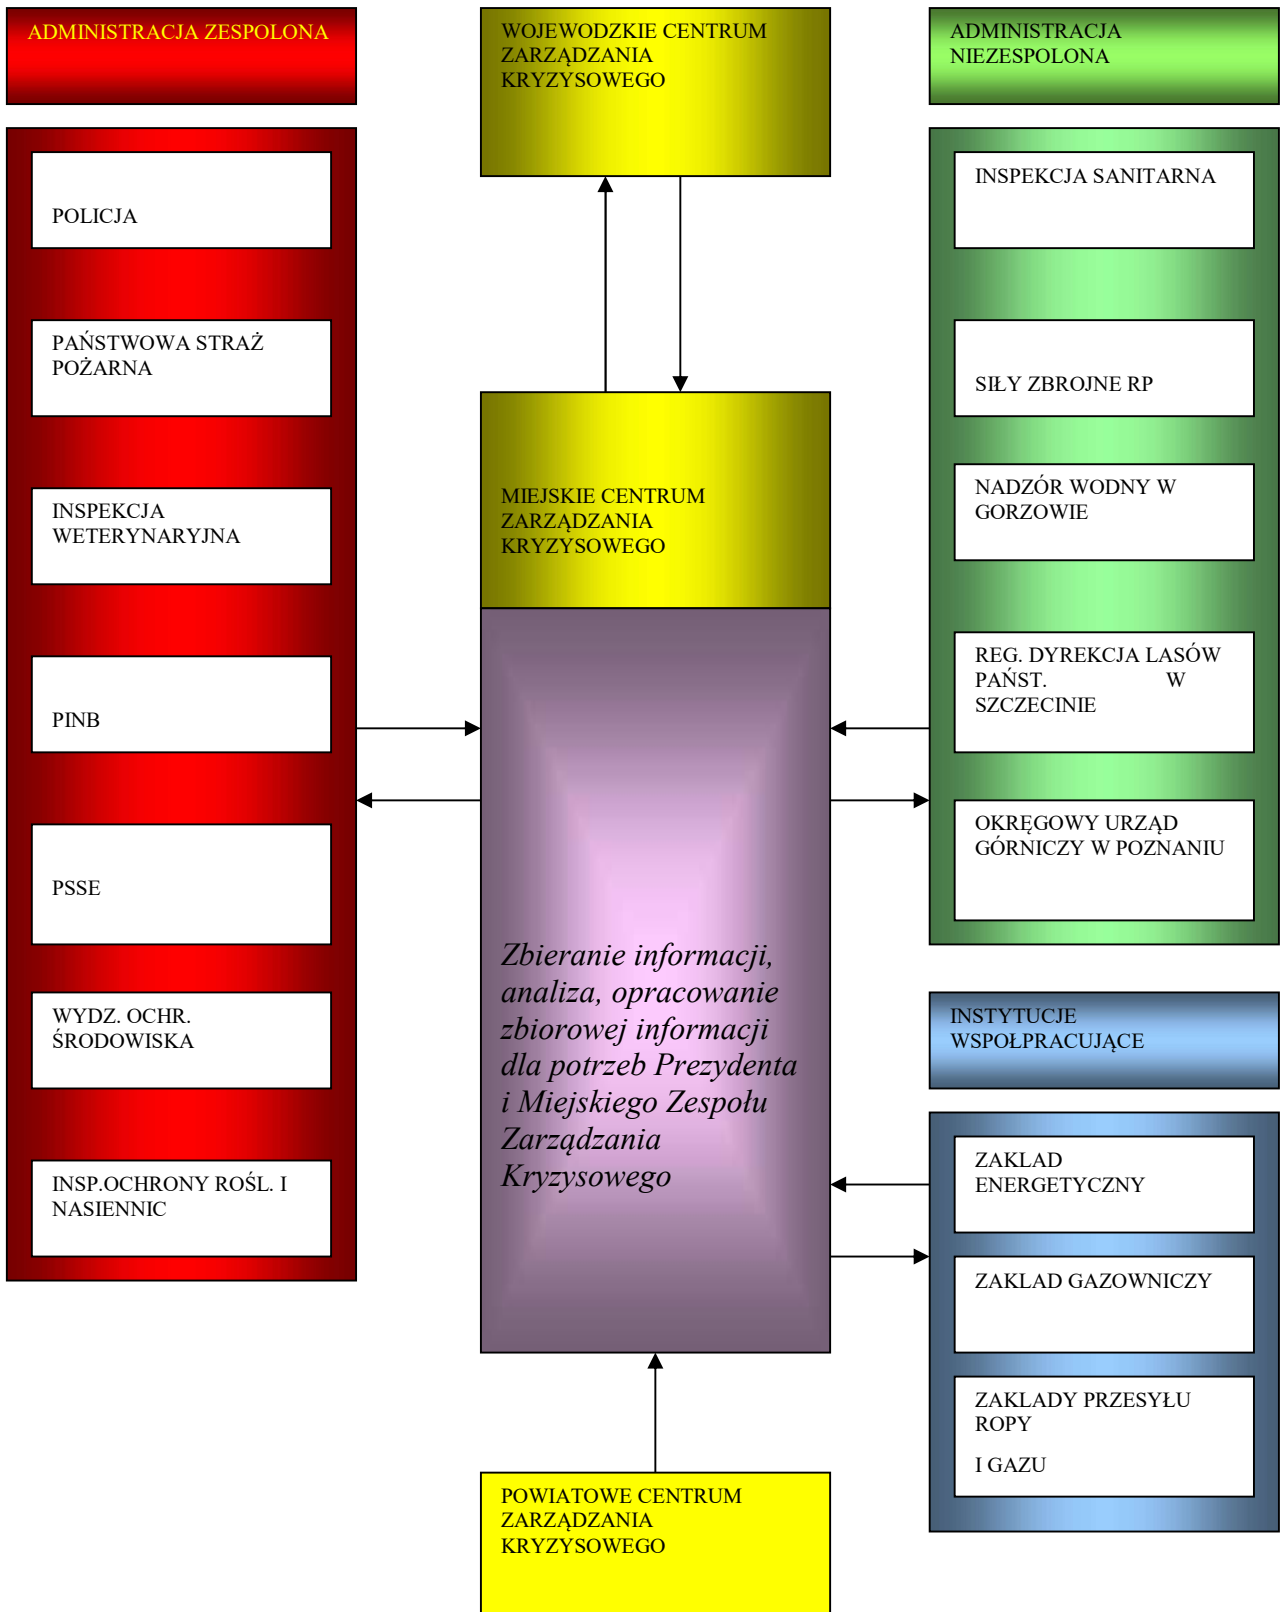 ADMINISTRACJA ZESPOLONA
POLICJA
PAŃSTWOWA STRAŻ
POŻARNA
INSPEKCJA
WETERYNARYJNA
PINB
PSSE
WYDZ. OCHR.
ŚRODOWISKA
INSP.OCHRONY ROŚL. I
NASIENNIC
WOJEWODZKIE CENTRUM
ZARZĄDZANIA
KRYZYSOWEGO
MIEJSKIE CENTRUM
ZARZĄDZANIA
KRYZYSOWEGO
Zbieranie informacji,
analiza, opracowanie
zbiorowej informacji
dla potrzeb Prezydenta
i Miejskiego Zespołu
Zarządzania
Kryzysowego
POWIATOWE CENTRUM
ZARZĄDZANIA
KRYZYSOWEGO
ADMINISTRACJA
NIEZESPOLONA
INSPEKCJA SANITARNA
SIŁY ZBROJNE RP
NADZÓR WODNY W
GORZOWIE
REG. DYREKCJA LASÓW
PAŃST. W
SZCZECINIE
OKRĘGOWY URZĄD
GÓRNICZY W POZNANIU
INSTYTUCJE
WSPOŁPRACUJĄCE
ZAKLAD
ENERGETYCZNY
ZAKLAD GAZOWNICZY
ZAKLADY PRZESYŁU
ROPY
I GAZU